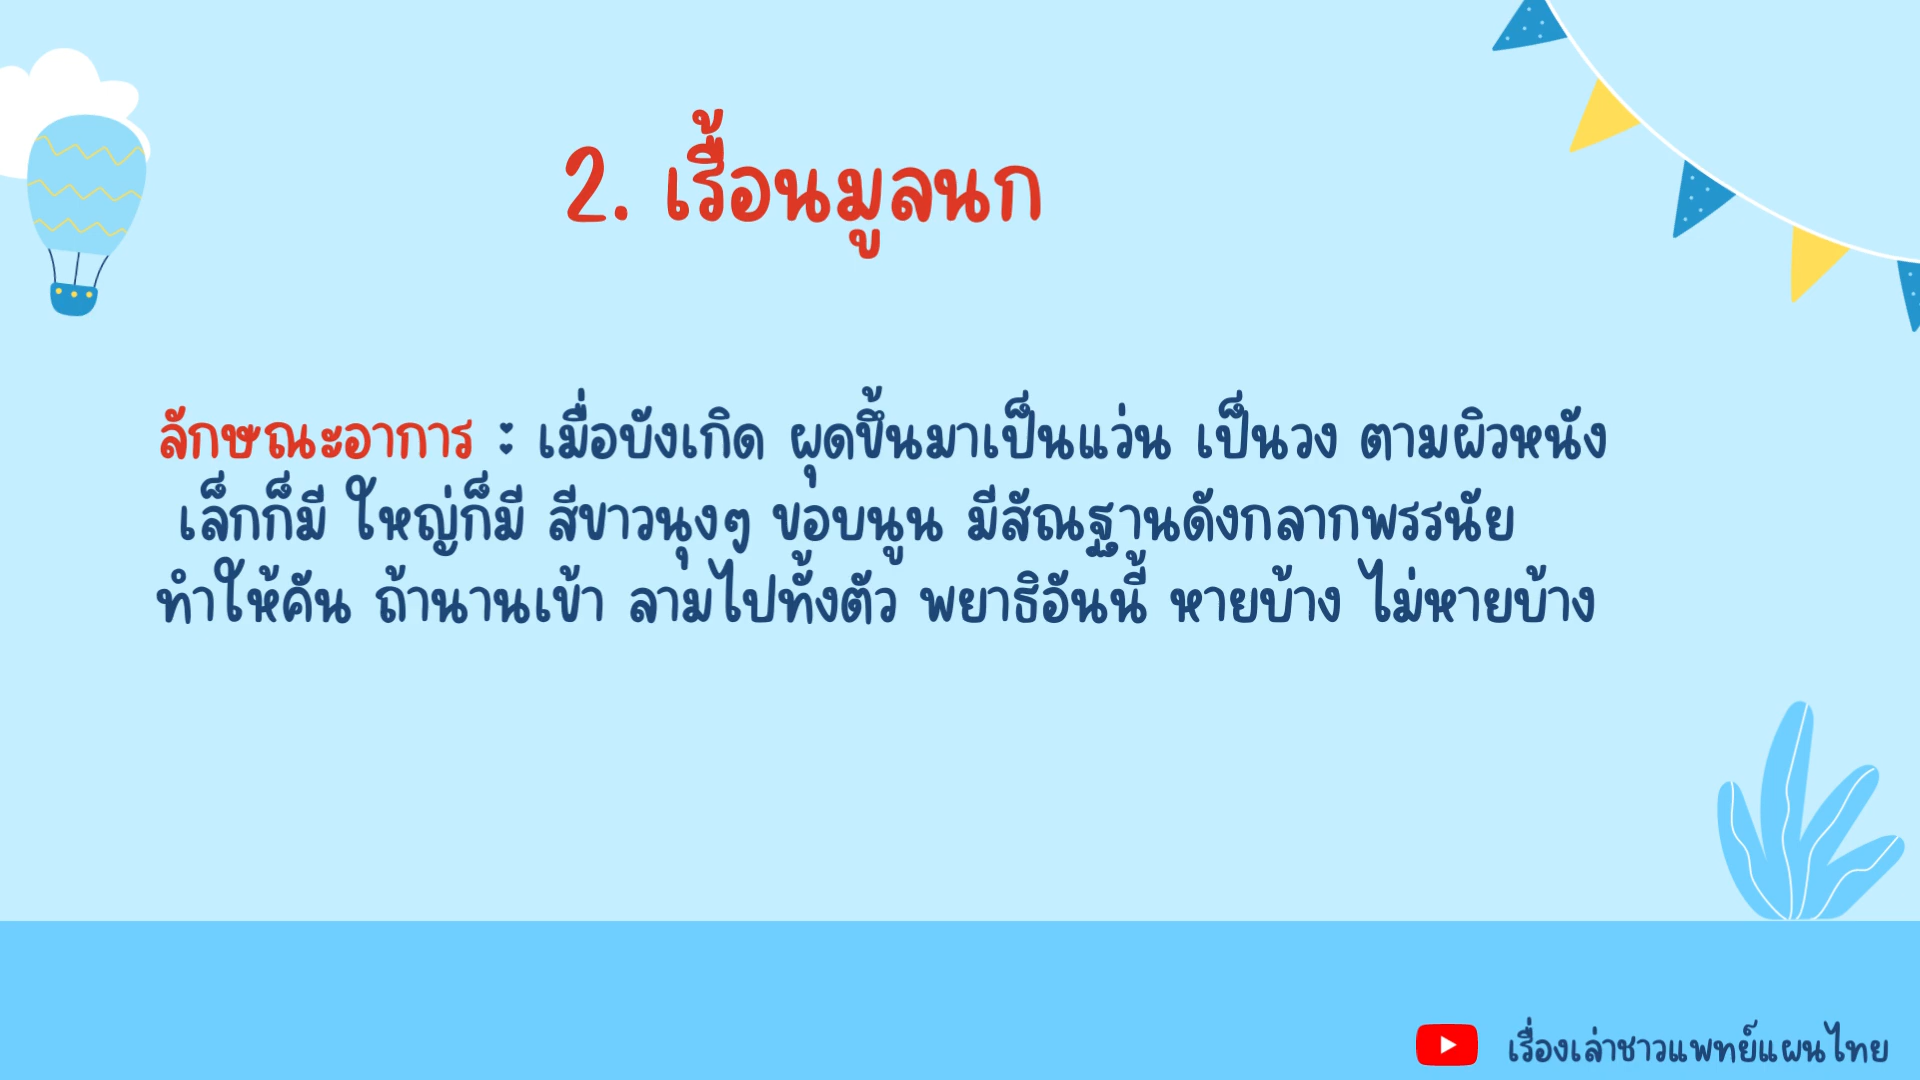 2. เรื้อนมูลนก
ลักษณะอาการ : เมื่อบังเกิด ผุดขึ้นมาเป็นแว่น เป็นวง ตามผิวหนัง
เล็กก็มี ใหญ่ก็มี สีขาวนุงๆ ขอบนูน มีสัณฐานดังกลากพรรนัย
ทำให้คัน ถ้านานเข้า ลามไปทั้งตัว พยาธิอันนี้ หายบ้าง ไม่หายบ้าง
เรื่องเล่าชาวแพทย์แผนไทย